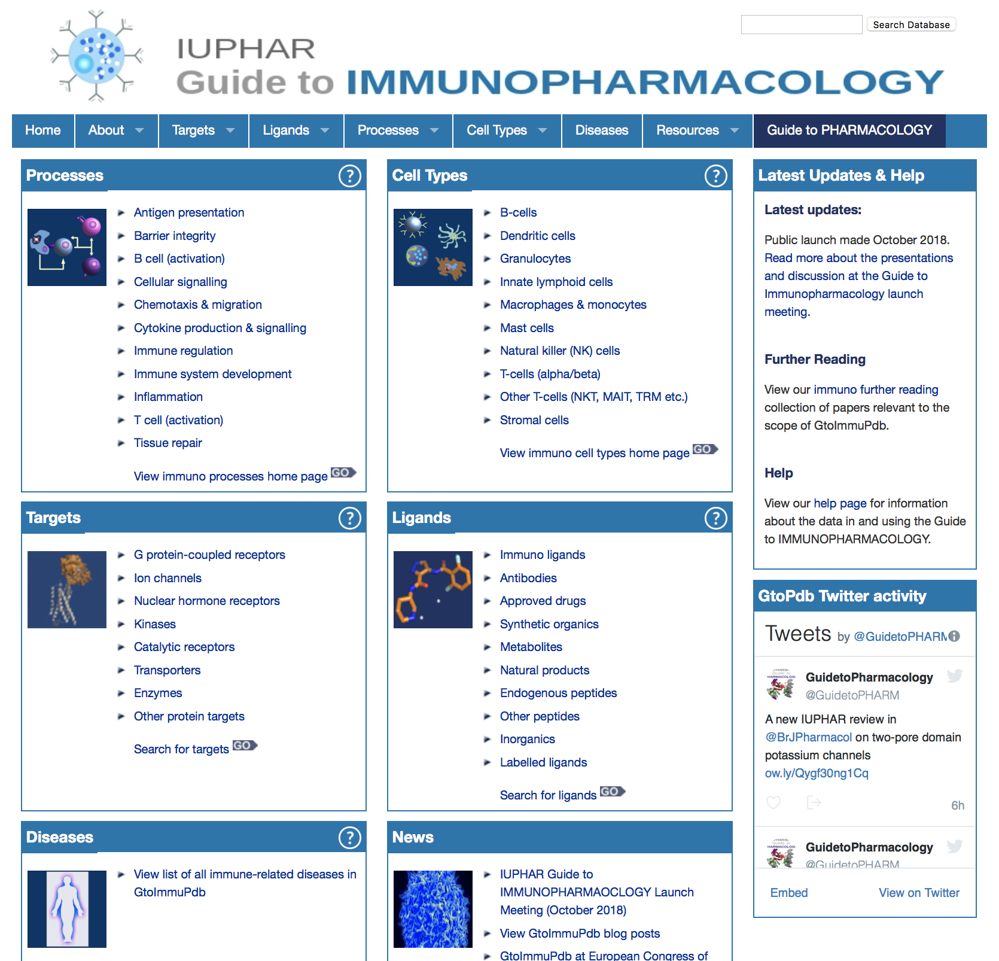 Search Database
IUPHAR
Guide to IMMUNOPHARMACOLOGY
Home
About
Targets
Ligands
Processes
Cell Types
Diseases
Resources
Guide to PHARMACOLOGY
Processes
?
Antigen presentation
Barrier integrity
B cell (activation)
Cellular signalling
Chemotaxis & migration
Cytokine production & signalling
Immune regulation
Immune system development
Inflammation
T cell (activation)
Tissue repair
View immuno processes home page GO
Cell Types
?
B-cells
Dendritic cells
Granulocytes
Innate lymphoid cells
Macrophages & monocytes
Mast cells
Natural killer (NK) cells
T-cells (alpha/beta)
Other T-cells (NKT, MAIT, TRM etc.)
Stromal cells
View immuno cell types home page GO
Targets
?
G protein-coupled receptors
Ion channels
Nuclear hormone receptors
Kinases
Catalytic receptors
Transporters
Enzymes
Other protein targets
Search for targets GO
Ligands
?
Immuno ligands
Antibodies
Approved drugs
Synthetic organics
Metabolites
Natural products
Endogenous peptides
Other peptides
Inorganics
Labelled ligands
Search for ligands GO
Diseases
?
View list of all immune-related diseases in
GtoImmuPdb
News
IUPHAR Guide to
IMMUNOPHARMAOCLOGY Launch
Meeting (October 2018)
View GtoImmuPdb blog posts
GtoImmuPdb at European Congress of
Latest Updates & Help
Latest updates:
Public launch made October 2018.
Read more about the presentations
and discussion at the Guide to
Immunopharmacology launch
meeting.
Further Reading
View our immuno further reading
collection of papers relevant to the
scope of GtoImmuPdb.
Help
View our help page for information
about the data in and using the Guide
to IMMUNOPHARMACOLOGY.
GtoPdb Twitter activity
Tweets by @GuidetoPHARM
GuidetoPharmacology
@GuidetoPHARM
A new IUPHAR review in
@BrJPharmacol on two-pore domain
potassium channels
ow.ly/Qygf30ng1Cq
6h
GuidetoPharmacology
@GuidetoPHARM
Embed
View on Twitter